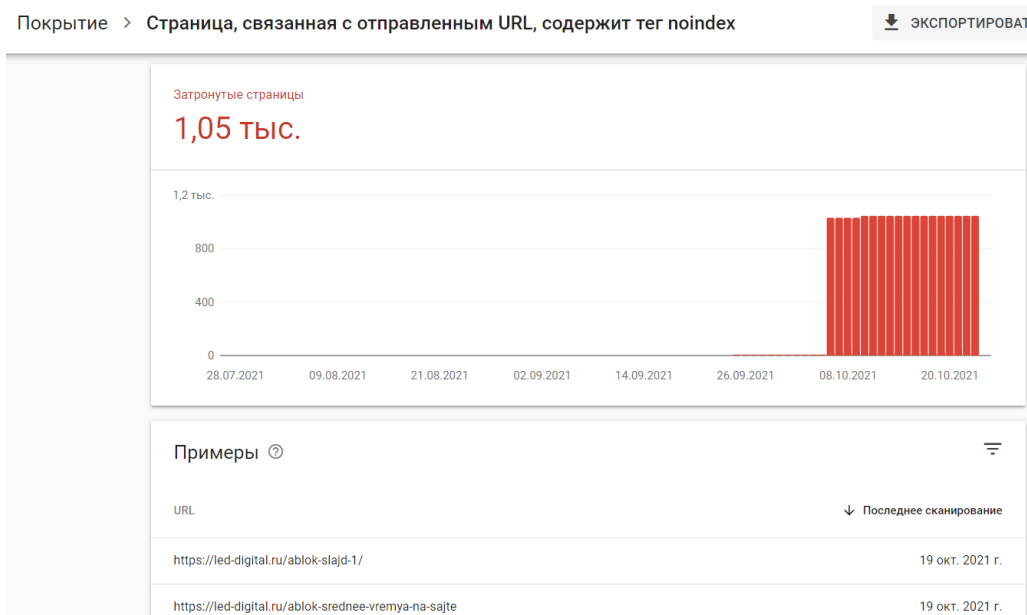 Покрытие > Страница, связанная с отправленным URL, содержит тег noindex
ЭКСПОРТИРОВАТ
Затронутые страницы
1,05 тыс.
1,2 тыс.
800
400
0
28.07.2021 09.08.2021 21.08.2021 02.09.2021 14.09.2021 26.09.2021 08.10.2021 20.10.2021
Примеры
URL Последнее сканирование
https://led-digital.ru/ablok-slajd-1/ 19 окт. 2021 г.
https://led-digital.ru/ablok-srednee-vremya-na-sajte 19 окт. 2021 г.